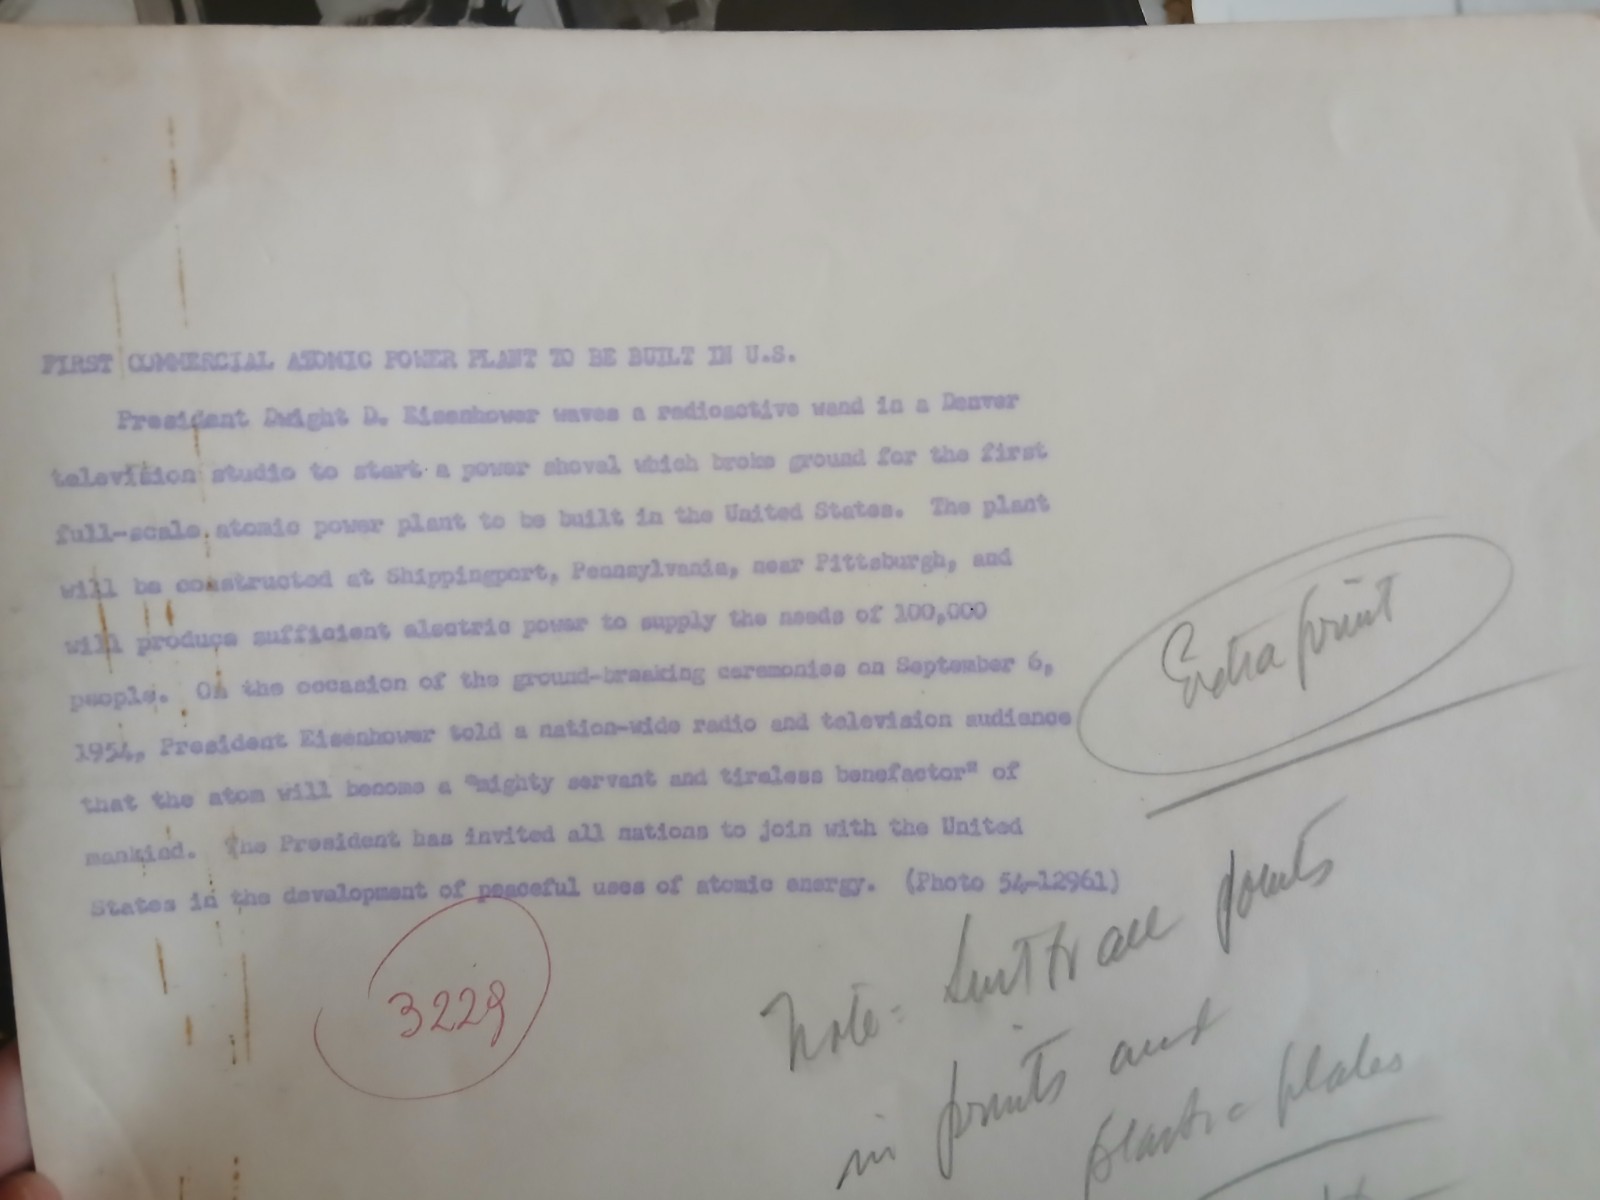 FIRST COMMERCIAL ATOMIC POWER PLANT TO BE BUILT IN U.S.
President Dwight D. Eisenhower waves a radioactive wand in a Denver
television studio to start a power shovel which broke ground for the first
full-scale atomic power plant to be built in the United States. The plant
will be constructed at Shippingport, Pennsylvania, near Pittsburgh, and
will produce sufficient electric power to supply the needs of 100,000
people. On the occasion of the ground-breaking ceremonies on September 6,
1954, President Eisenhower told a nation-wide radio and television audience
that the atom will become a "mighty servant and tireless benefactor" of
mankind. The President has invited all nations to join with the United
States in the development of peaceful uses of atomic energy. (Photo 54-12961)
Extra print
3229
Note - all
in prints and
plastic plates